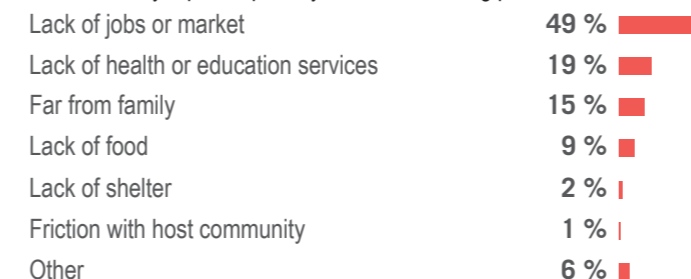 Lack of jobs or market 49 %
Lack of health or education services 19 %
Far from family 15 %
Lack of food 9 %
Lack of shelter 2 %
Friction with host community 1 %
Other 6 %